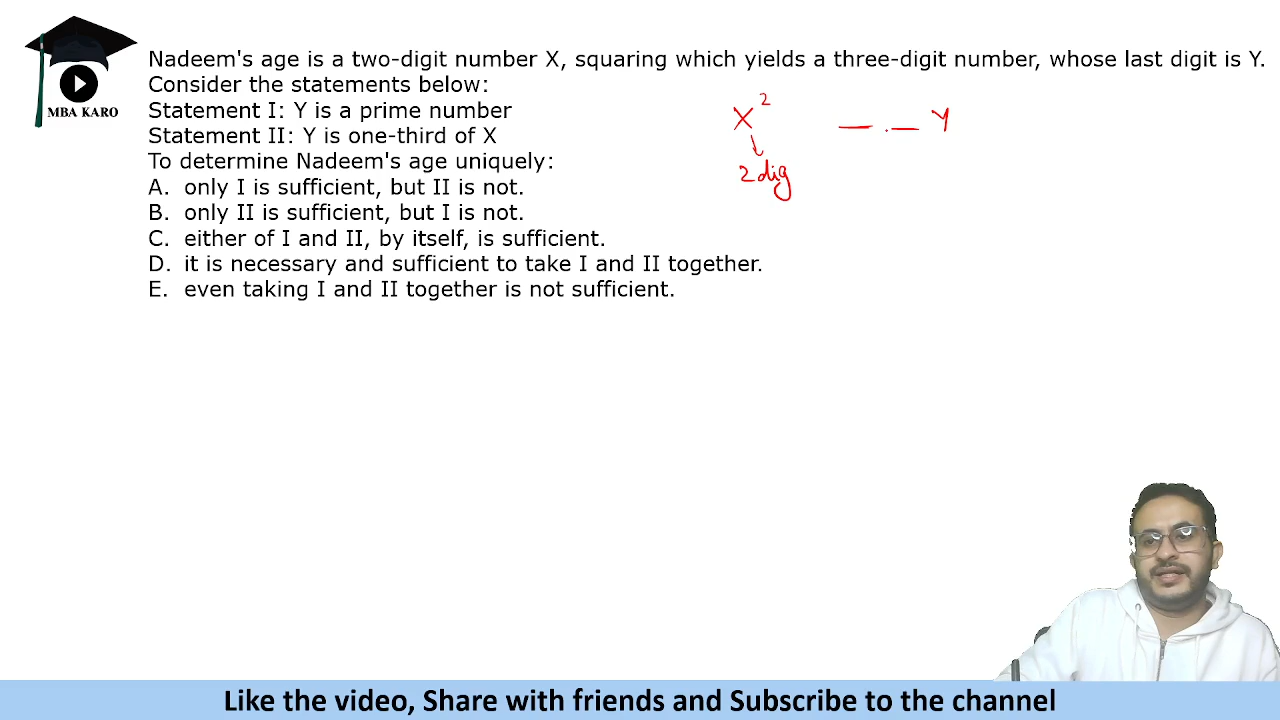 MBA KARO
Nadeem's age is a two-digit number X, squaring which yields a three-digit number, whose last digit is Y.
Consider the statements below:
Statement I: Y is a prime number
Statement II: Y is one-third of X
To determine Nadeem's age uniquely:
A. only I is sufficient, but II is not.
B. only II is sufficient, but I is not.
C. either of I and II, by itself, is sufficient.
D. it is necessary and sufficient to take I and II together.
E. even taking I and II together is not sufficient.
X² _ _ Y
2 dig
Like the video, Share with friends and Subscribe to the channel